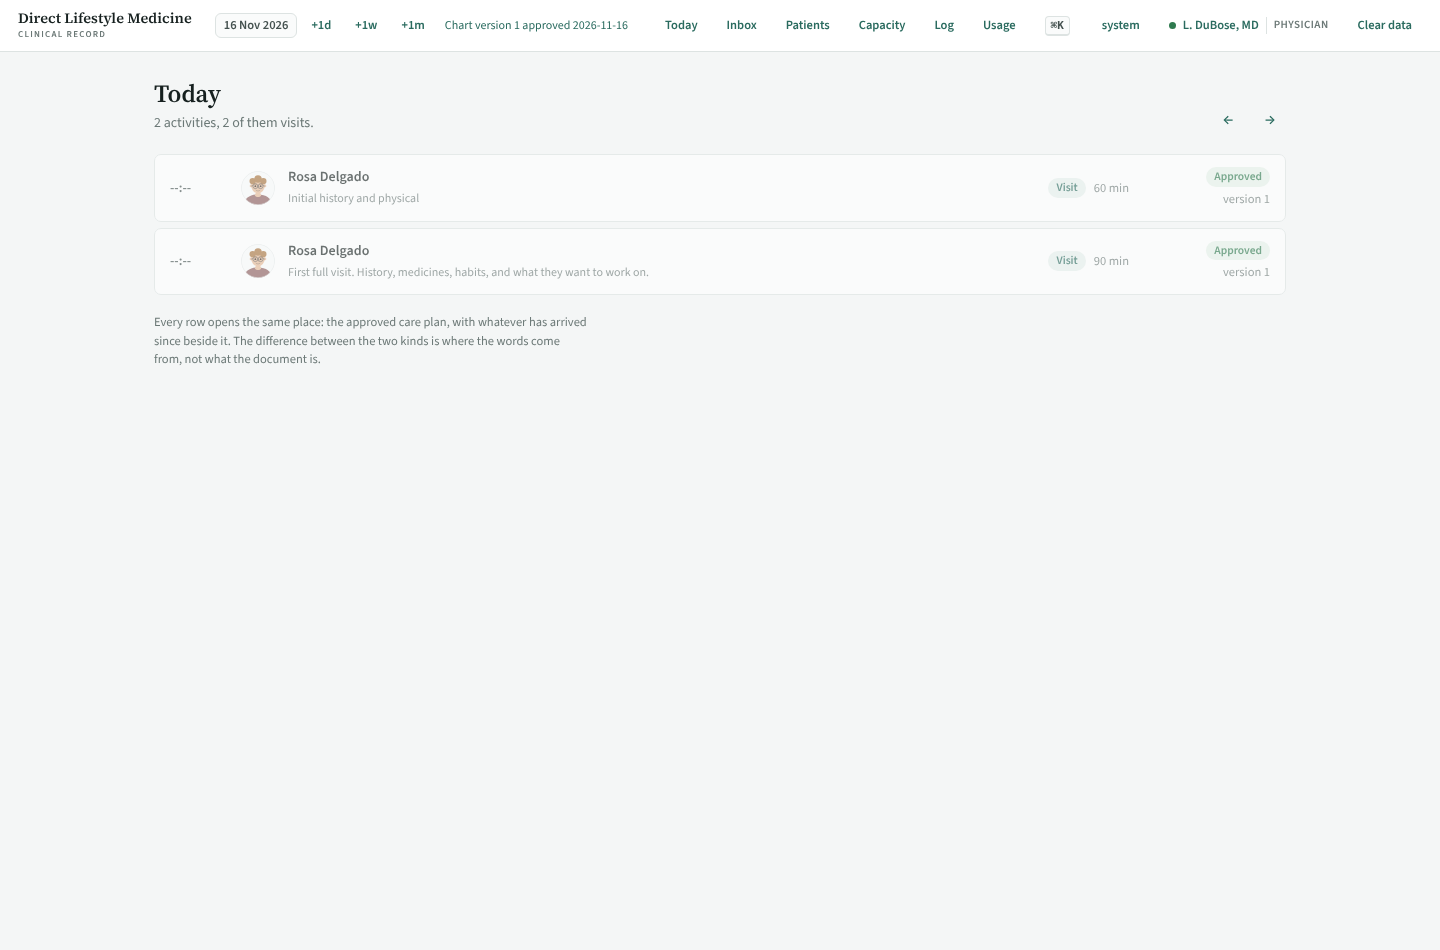 Direct Lifestyle Medicine
CLINICAL RECORD
16 Nov 2026 +1d +1w +1m Chart version 1 approved 2026-11-16 Today Inbox Patients Capacity Log Usage ⌘K system L. DuBose, MD PHYSICIAN Clear data
Today
2 activities, 2 of them visits.
← →
--:-- Rosa Delgado Visit 60 min Approved
Initial history and physical version 1
--:-- Rosa Delgado Visit 90 min Approved
First full visit. History, medicines, habits, and what they want to work on. version 1
Every row opens the same place: the approved care plan, with whatever has arrived
since beside it. The difference between the two kinds is where the words come
from, not what the document is.